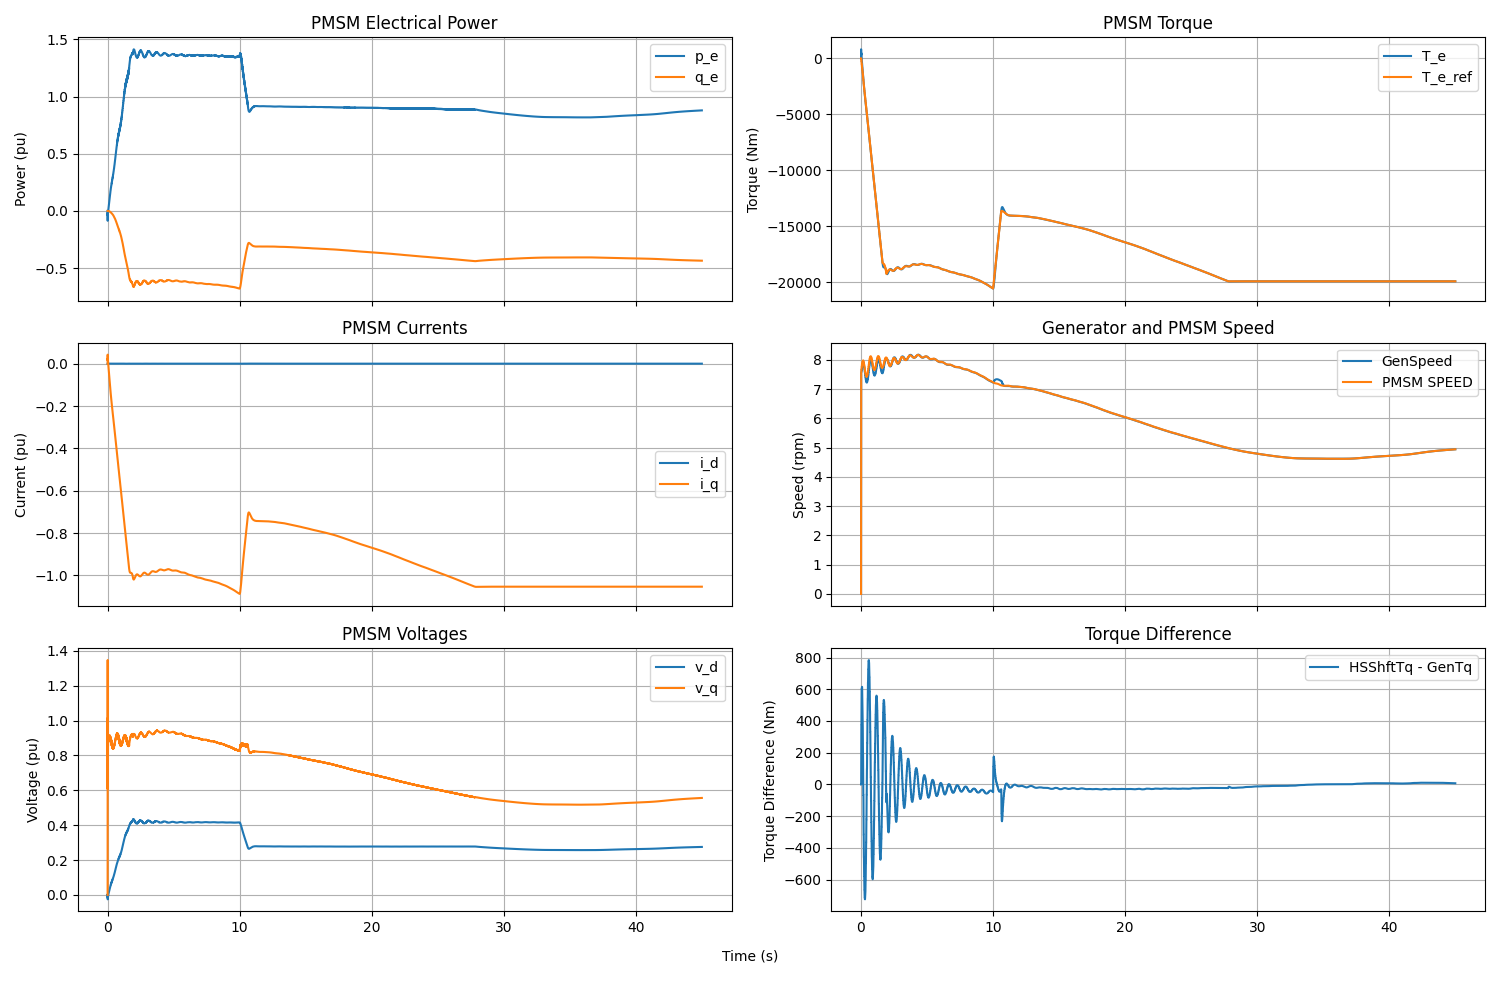 PMSM Electrical Power
1.5
1.0
0.5
0.0
−0.5
Power (pu)
p_e
q_e
PMSM Torque
0
−5000
−10000
−15000
−20000
Torque (Nm)
T_e
T_e_ref
PMSM Currents
0.0
−0.2
−0.4
−0.6
−0.8
−1.0
Current (pu)
i_d
i_q
Generator and PMSM Speed
8
7
6
5
4
3
2
1
0
Speed (rpm)
GenSpeed
PMSM SPEED
PMSM Voltages
1.4
1.2
1.0
0.8
0.6
0.4
0.2
0.0
Voltage (pu)
v_d
v_q
0 10 20 30 40
Torque Difference
800
600
400
200
0
−200
−400
−600
Torque Difference (Nm)
HSShftTq - GenTq
0 10 20 30 40
Time (s)